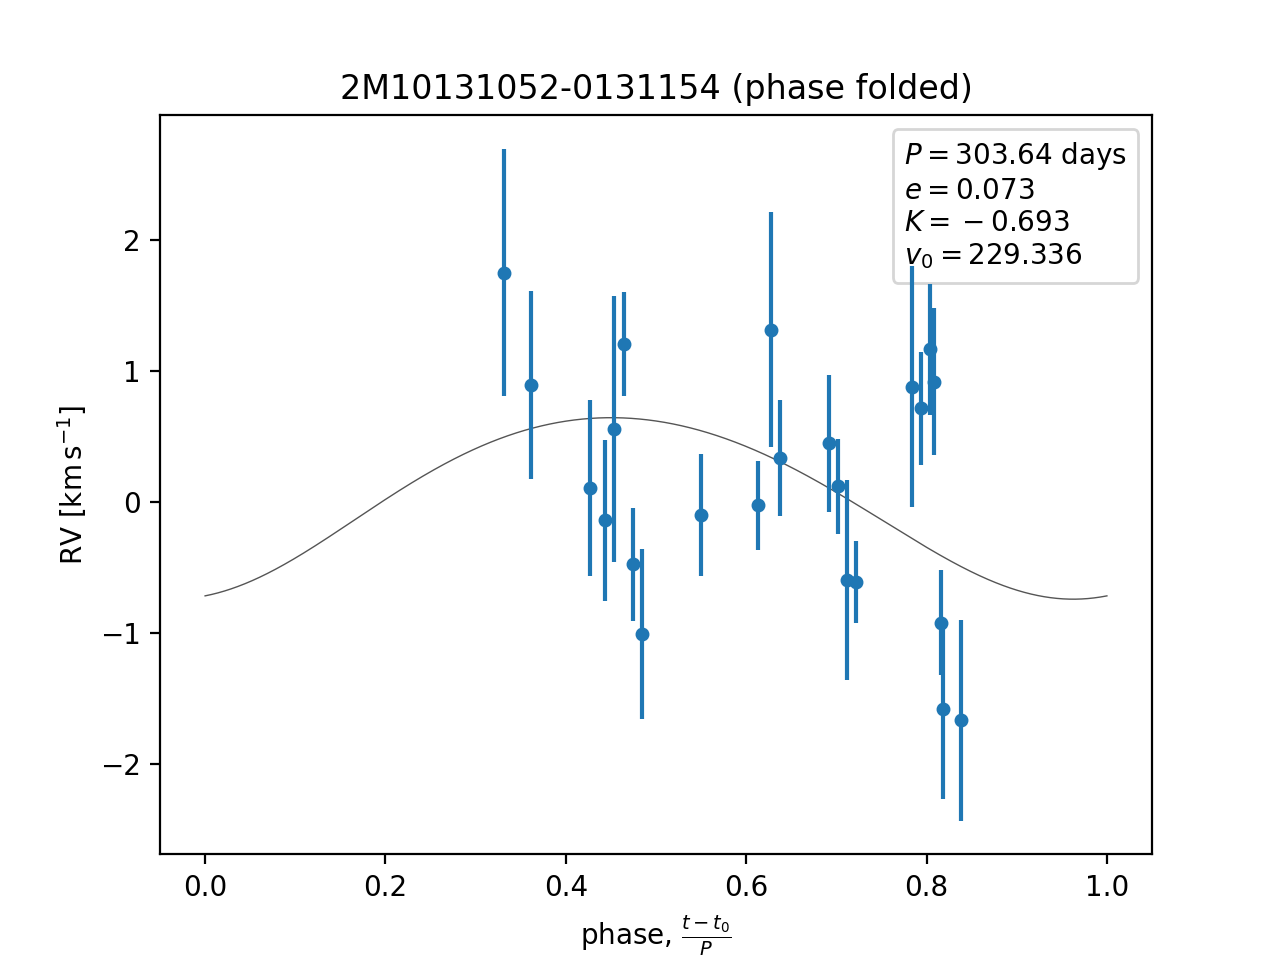 2M10131052-0131154 (phase folded)
P = 303.64 days
e = 0.073
K = −0.693
v₀ = 229.336
2
1
0
−1
−2
RV [km s⁻¹]
0.0 0.2 0.4 0.6 0.8 1.0
phase, (t − t₀)/P